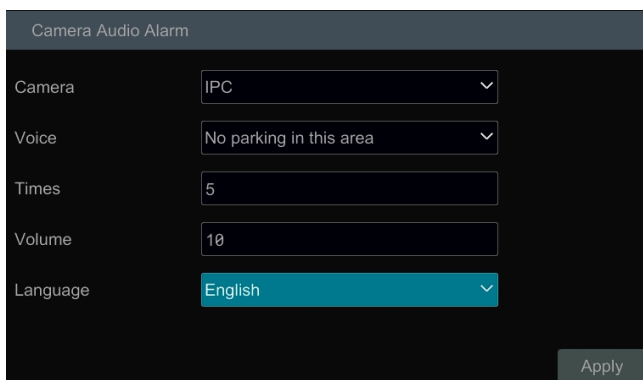 Camera Audio Alarm
Camera IPC
Voice No parking in this area
Times 5
Volume 10
Language English
Apply